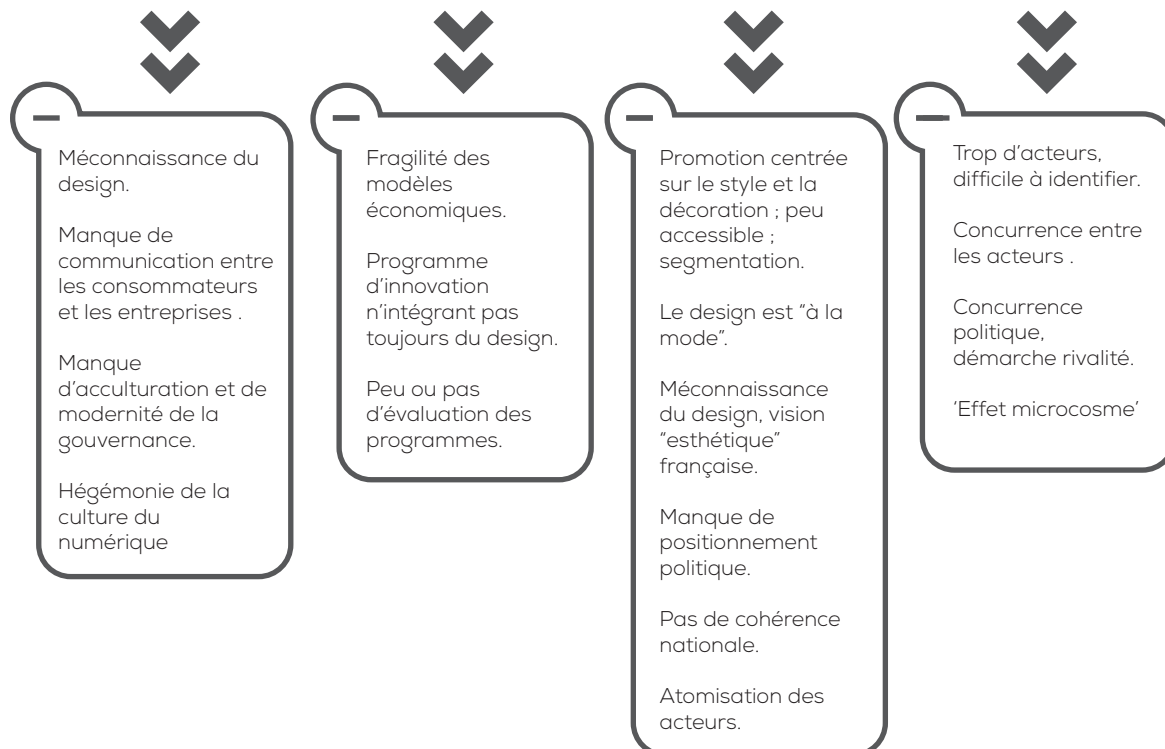 Méconnaissance du
design.
Manque de
communication entre
les consommateurs
et les entreprises .
Manque
d’acculturation et de
modernité de la
gouvernance.
Hégémonie de la
culture du
numérique
Fragilité des
modèles
économiques.
Programme
d’innovation
n’intégrant pas
toujours du design.
Peu ou pas
d’évaluation des
programmes.
Promotion centrée
sur le style et la
décoration ; peu
accessible ;
segmentation.
Le design est “à la
mode”.
Méconnaissance
du design, vision
“esthétique”
française.
Manque de
positionnement
politique.
Pas de cohérence
nationale.
Atomisation des
acteurs.
Trop d’acteurs,
difficile à identifier.
Concurrence entre
les acteurs .
Concurrence
politique,
démarche rivalité.
‘Effet microcosme’